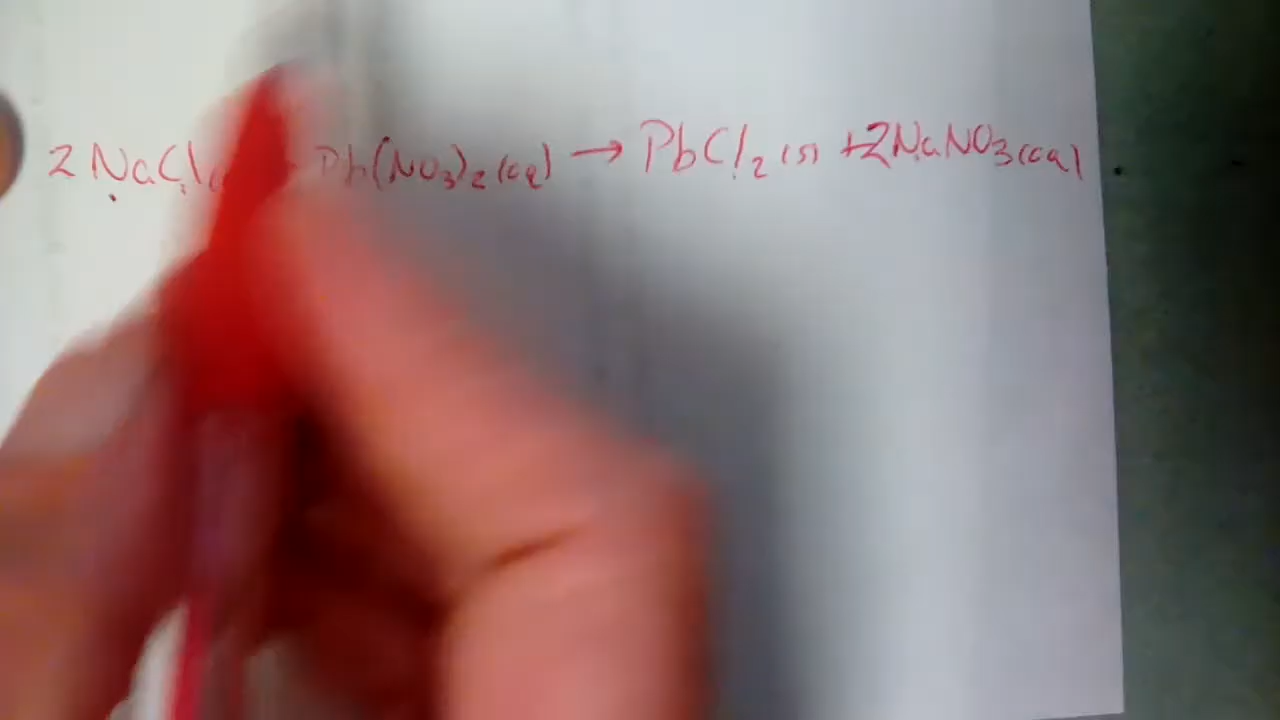 2 NaCl Pb(NO3)2 (aq) → PbCl2 (s) + 2NaNO3 (aq)